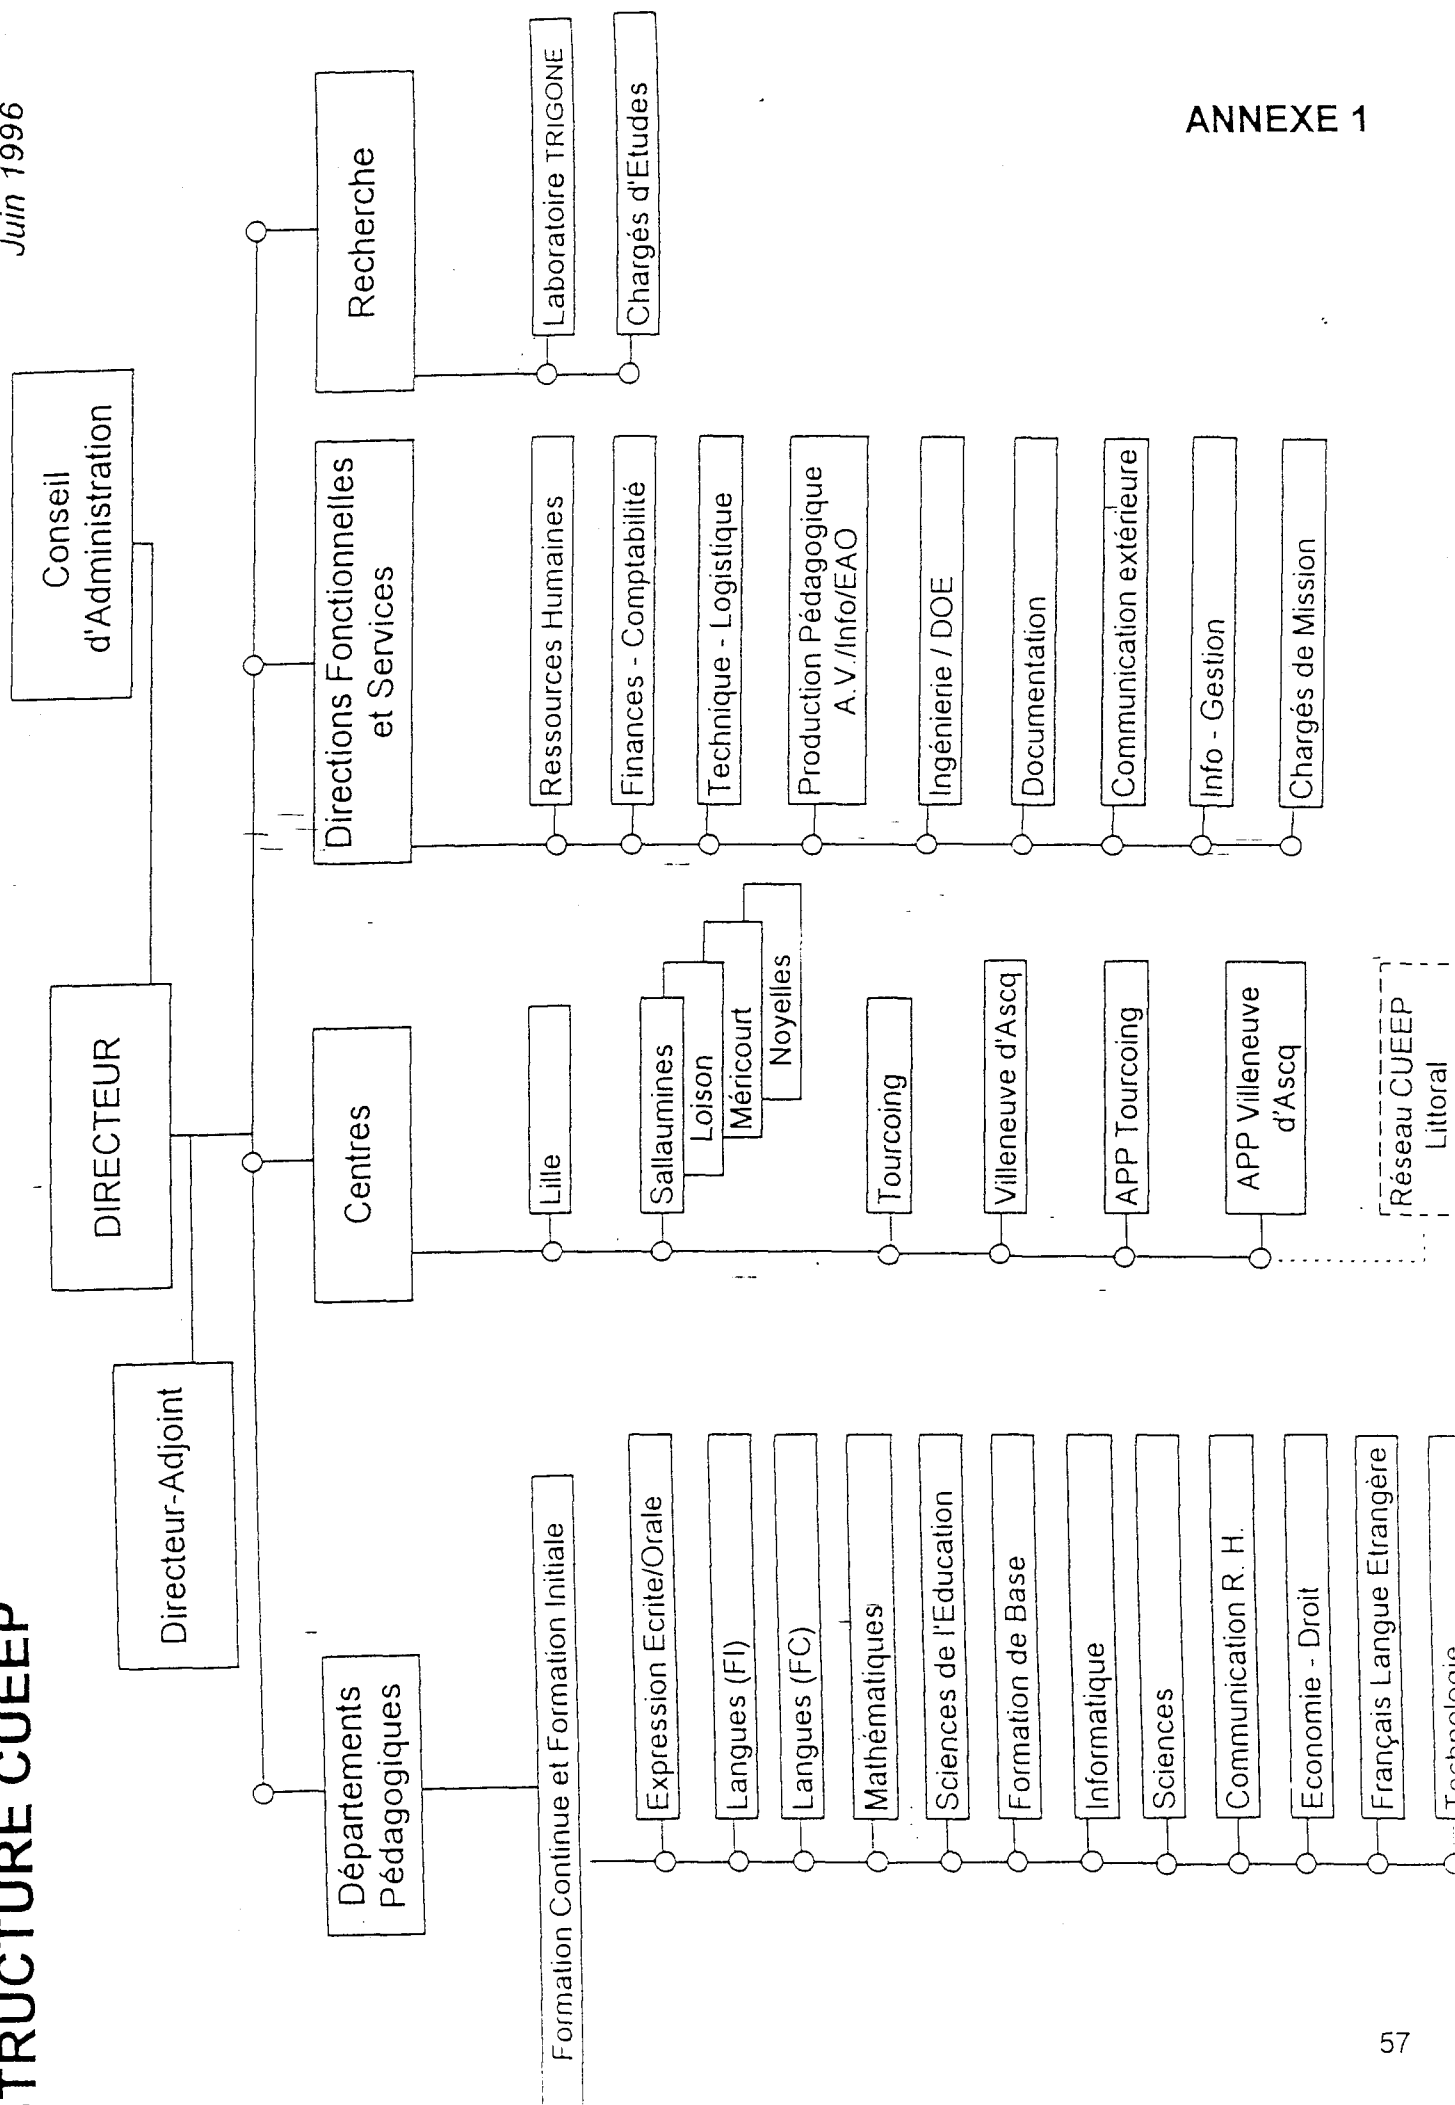 STRUCTURE CUEEP
Juin 1996
Conseil
d'Administration
DIRECTEUR
Directeur-Adjoint
Départements
Pédagogiques
Formation Continue et Formation Initiale
Expression Ecrite/Orale
Langues (FI)
Langues (FC)
Mathématiques
Sciences de l'Education
Formation de Base
Informatique
Sciences
Communication R. H.
Economie - Droit
Français Langue Etrangère
Technologie
Centres
Lille
Sallaumines
Loison
Méricourt
Noyelles
Tourcoing
Villeneuve d'Ascq
APP Tourcoing
APP Villeneuve
d'Ascq
Réseau CUEEP
Littoral
Directions Fonctionnelles
et Services
Ressources Humaines
Finances - Comptabilité
Technique - Logistique
Production Pédagogique
A.V./Info/EAO
Ingénierie / DOE
Documentation
Communication extérieure
Info - Gestion
Chargés de Mission
Recherche
Laboratoire TRIGONE
Chargés d'Etudes
ANNEXE 1
57